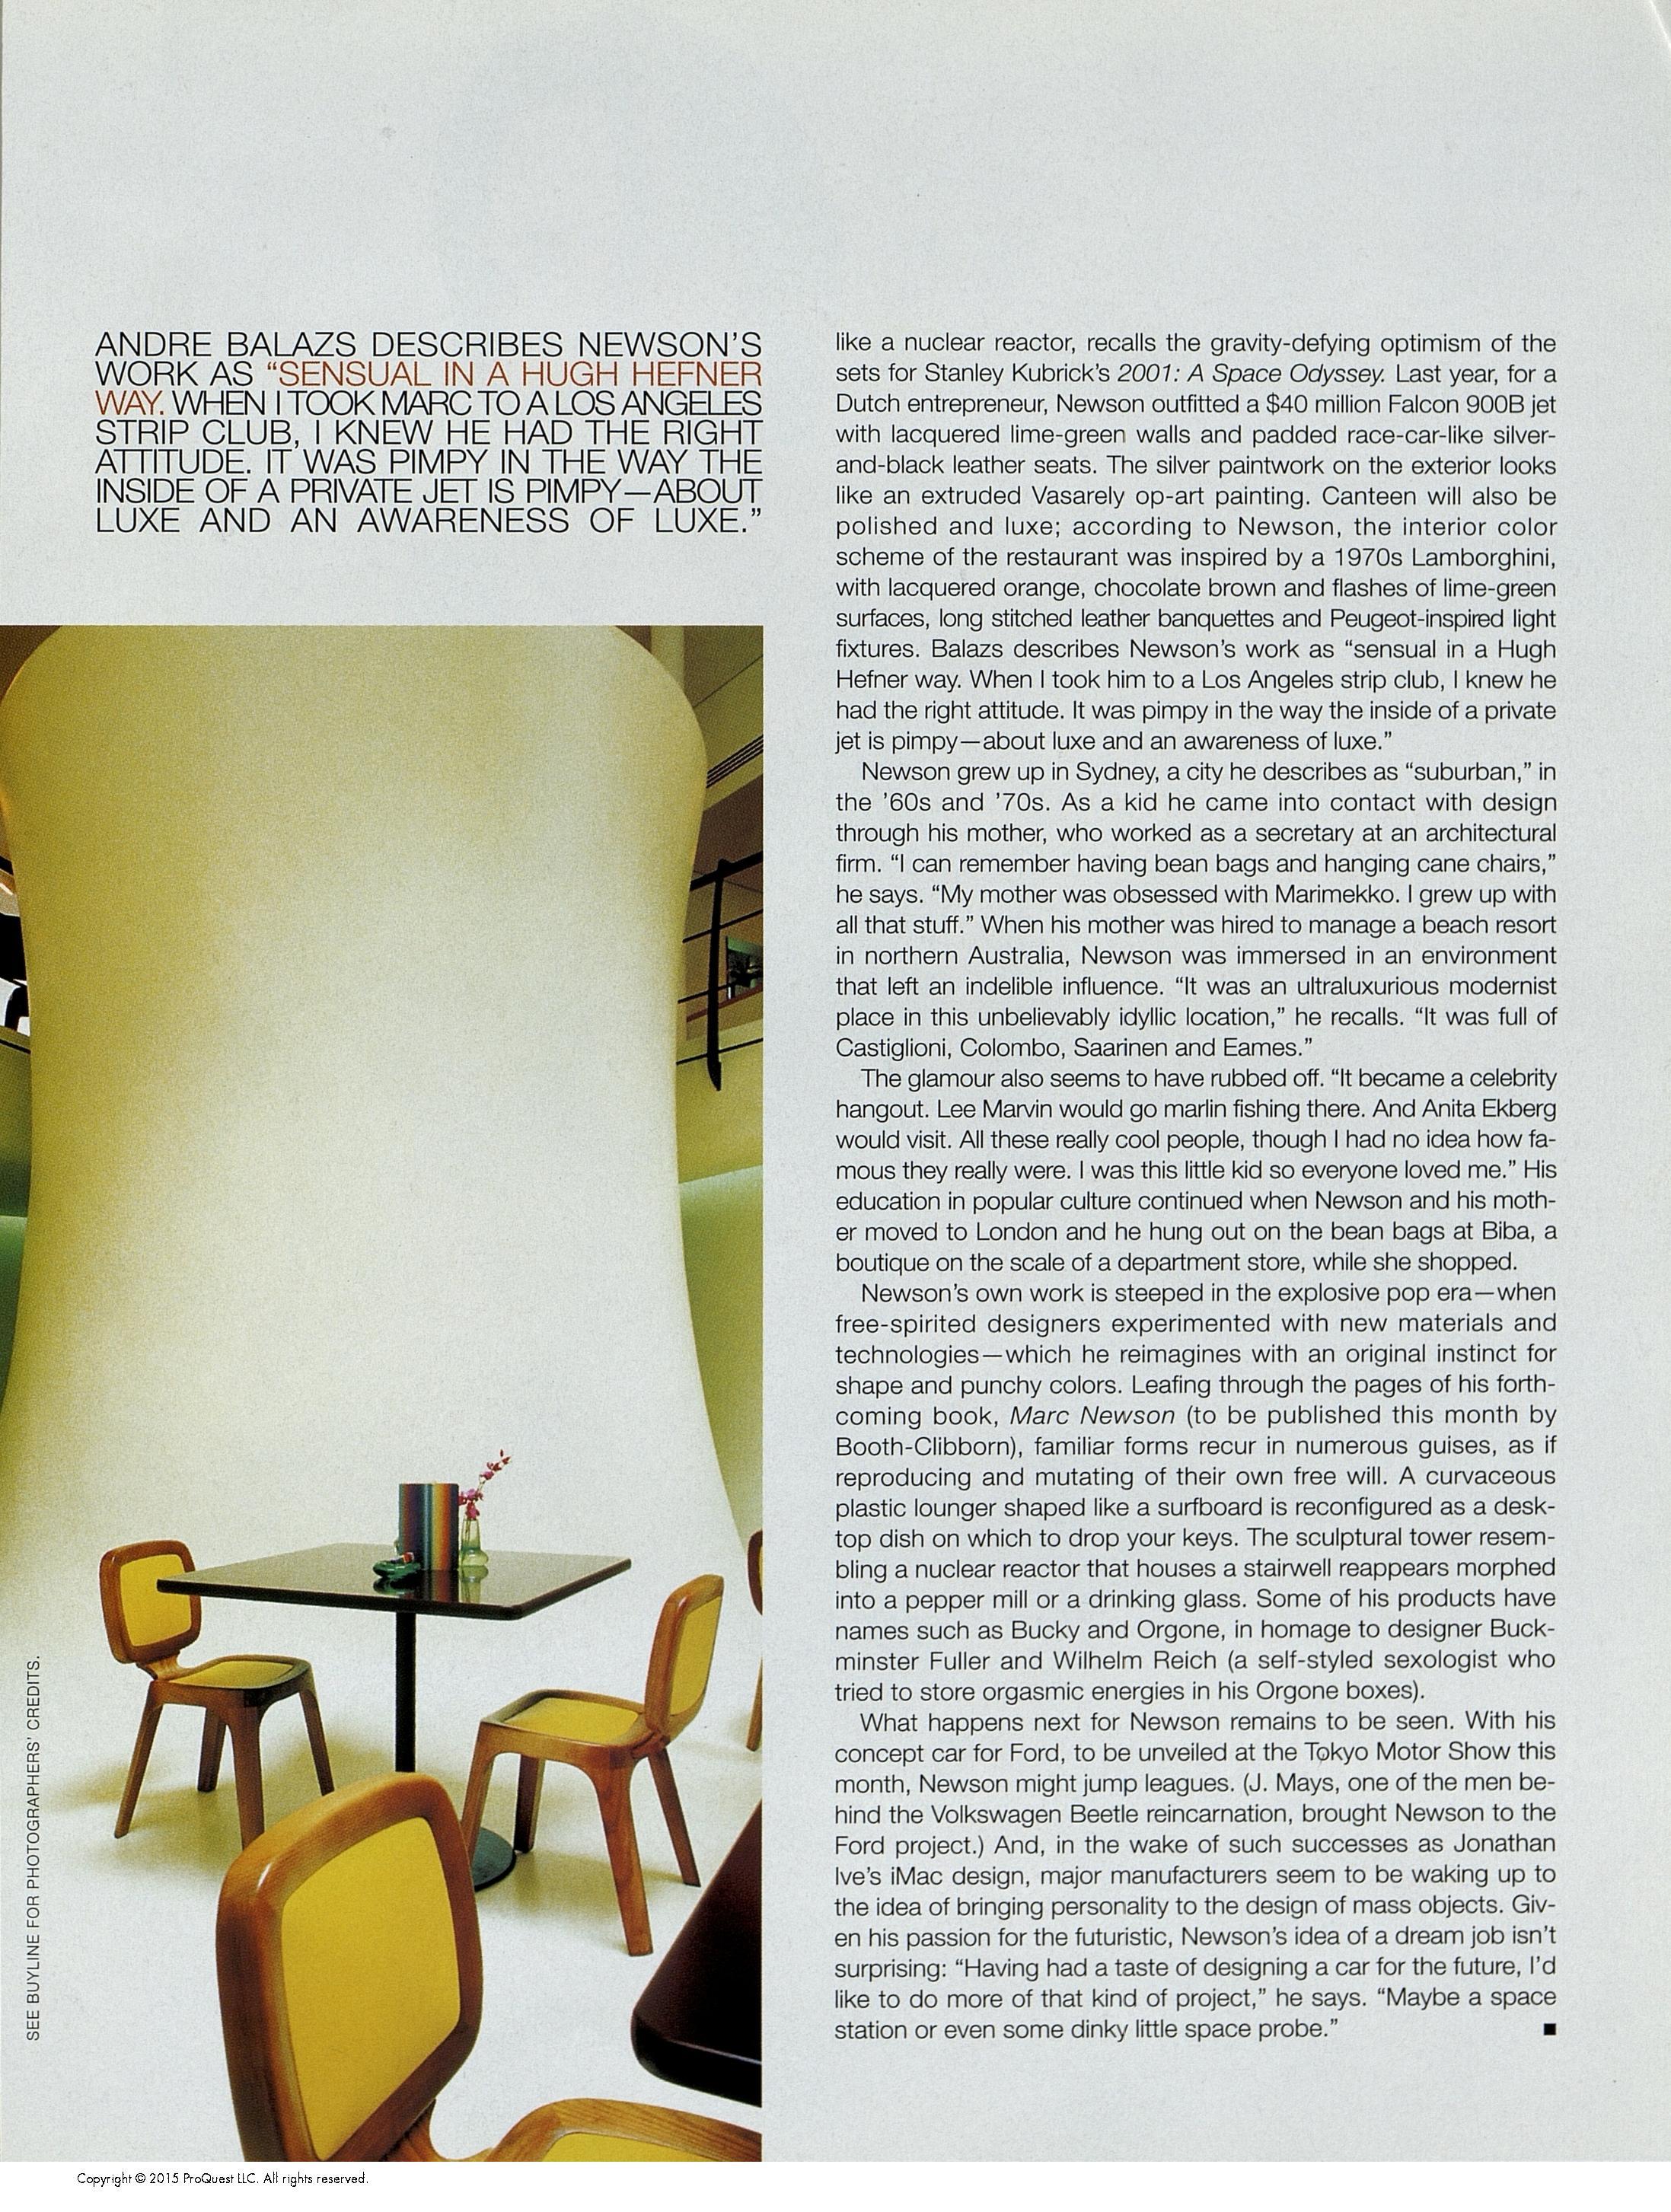 ANDRE BALAZS DESCRIBES NEWSON'S
WORK AS “SENSUAL IN A HUGH HEFNER
WAY. WHEN I TOOK MARC TO A LOS ANGELES
STRIP CLUB, I KNEW HE HAD THE RIGHT
ATTITUDE. IT WAS PIMPY IN THE WAY THE
INSIDE OF A PRIVATE JET IS PIMPY—ABOUT
LUXE AND AN AWARENESS OF LUXE.”
like a nuclear reactor, recalls the gravity-defying optimism of the
sets for Stanley Kubrick's 2001: A Space Odyssey. Last year, for a
Dutch entrepreneur, Newson outfitted a $40 million Falcon 900B jet
with lacquered lime-green walls and padded race-car-like silver-
and-black leather seats. The silver paintwork on the exterior looks
like an extruded Vasarely op-art painting. Canteen will also be
polished and luxe; according to Newson, the interior color
scheme of the restaurant was inspired by a 1970s Lamborghini,
with lacquered orange, chocolate brown and flashes of lime-green
surfaces, long stitched leather banquettes and Peugeot-inspired light
fixtures. Balazs describes Newson's work as “sensual in a Hugh
Hefner way. When I took him to a Los Angeles strip club, I knew he
had the right attitude. It was pimpy in the way the inside of a private
jet is pimpy—about luxe and an awareness of luxe.”
Newson grew up in Sydney, a city he describes as “suburban,” in
the '60s and '70s. As a kid he came into contact with design
through his mother, who worked as a secretary at an architectural
firm. “I can remember having bean bags and hanging cane chairs,”
he says. “My mother was obsessed with Marimekko. I grew up with
all that stuff.” When his mother was hired to manage a beach resort
in northern Australia, Newson was immersed in an environment
that left an indelible influence. “It was an ultraluxurious modernist
place in this unbelievably idyllic location,” he recalls. “It was full of
Castiglioni, Colombo, Saarinen and Eames.”
The glamour also seems to have rubbed off. “It became a celebrity
hangout. Lee Marvin would go marlin fishing there. And Anita Ekberg
would visit. All these really cool people, though I had no idea how fa-
mous they really were. I was this little kid so everyone loved me.” His
education in popular culture continued when Newson and his moth-
er moved to London and he hung out on the bean bags at Biba, a
boutique on the scale of a department store, while she shopped.
Newson's own work is steeped in the explosive pop era—when
free-spirited designers experimented with new materials and
technologies—which he reimagines with an original instinct for
shape and punchy colors. Leafing through the pages of his forth-
coming book, Marc Newson (to be published this month by
Booth-Clibborn), familiar forms recur in numerous guises, as if
reproducing and mutating of their own free will. A curvaceous
plastic lounger shaped like a surfboard is reconfigured as a desk-
top dish on which to drop your keys. The sculptural tower resem-
bling a nuclear reactor that houses a stairwell reappears morphed
into a pepper mill or a drinking glass. Some of his products have
names such as Bucky and Orgone, in homage to designer Buck-
minster Fuller and Wilhelm Reich (a self-styled sexologist who
tried to store orgasmic energies in his Orgone boxes).
What happens next for Newson remains to be seen. With his
concept car for Ford, to be unveiled at the Tokyo Motor Show this
month, Newson might jump leagues. (J. Mays, one of the men be-
hind the Volkswagen Beetle reincarnation, brought Newson to the
Ford project.) And, in the wake of such successes as Jonathan
Ive's iMac design, major manufacturers seem to be waking up to
the idea of bringing personality to the design of mass objects. Giv-
en his passion for the futuristic, Newson's idea of a dream job isn't
surprising: “Having had a taste of designing a car for the future, I'd
like to do more of that kind of project,” he says. “Maybe a space
station or even some dinky little space probe.” ■
SEE BUYLINE FOR PHOTOGRAPHERS' CREDITS.
Copyright © 2015 ProQuest LLC. All rights reserved.